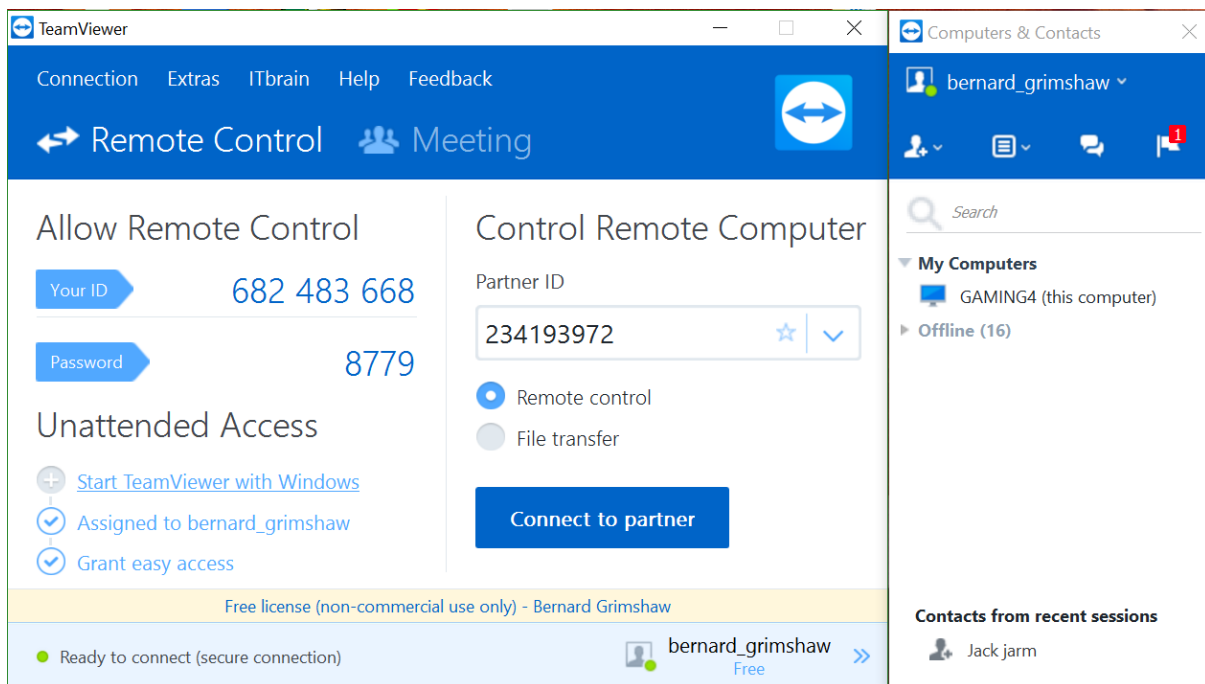 TeamViewer
Connection Extras ITbrain Help Feedback
Remote Control Meeting
Allow Remote Control
Your ID 682 483 668
Password 8779
Unattended Access
Start TeamViewer with Windows
Assigned to bernard_grimshaw
Grant easy access
Control Remote Computer
Partner ID
234193972
Remote control
File transfer
Connect to partner
Free license (non-commercial use only) - Bernard Grimshaw
Ready to connect (secure connection)
bernard_grimshaw
Free
Computers & Contacts
bernard_grimshaw
1
Search
My Computers
GAMING4 (this computer)
Offline (16)
Contacts from recent sessions
Jack jarm